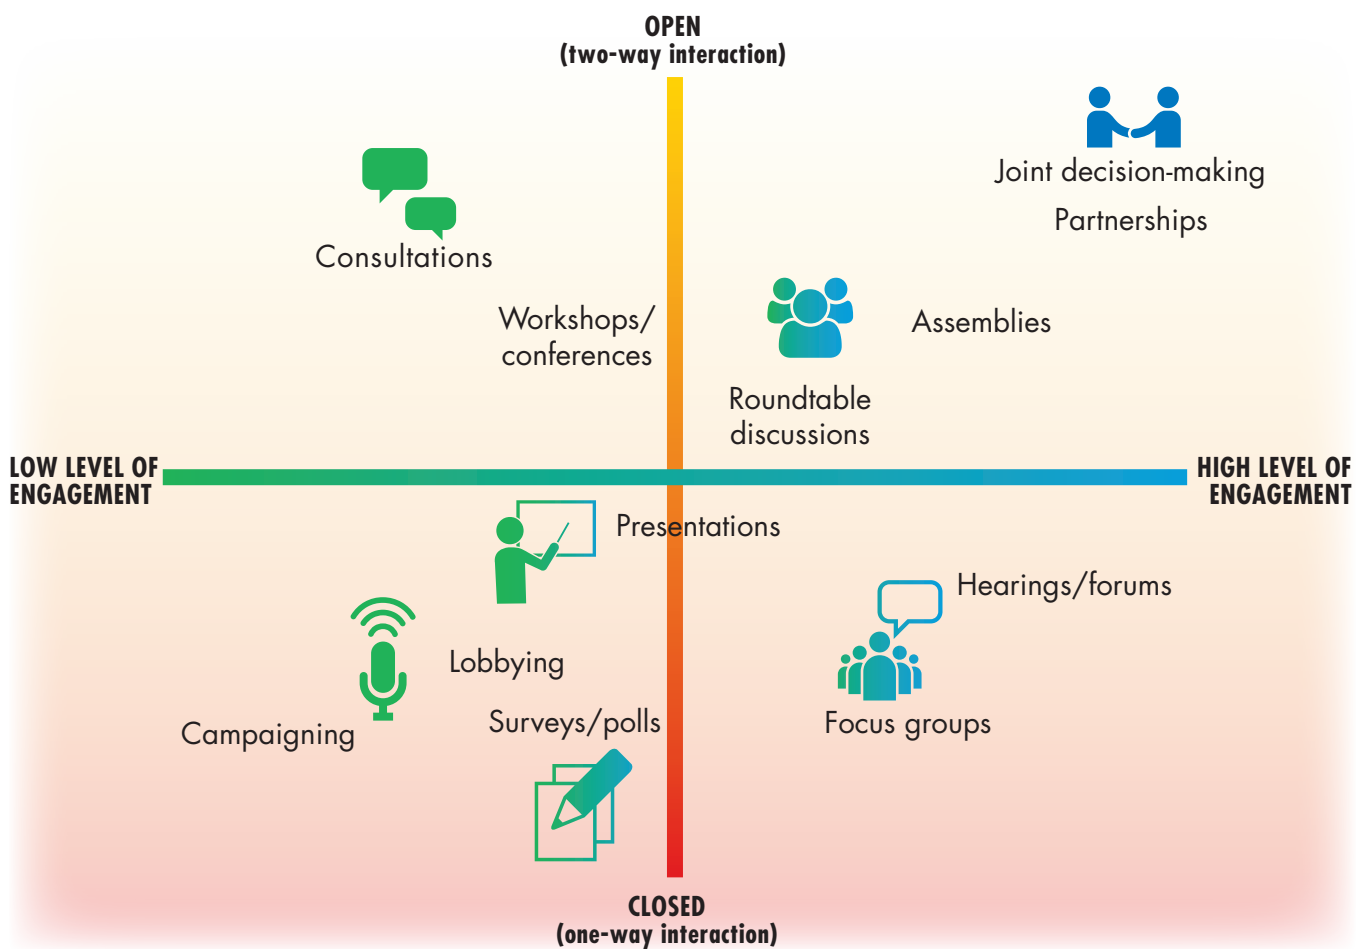 OPEN
(two-way interaction)
Joint decision-making
Partnerships
Consultations
Workshops/
conferences
Assemblies
Roundtable
discussions
LOW LEVEL OF
ENGAGEMENT
HIGH LEVEL OF
ENGAGEMENT
Presentations
Hearings/forums
Lobbying
Campaigning
Surveys/polls
Focus groups
CLOSED
(one-way interaction)